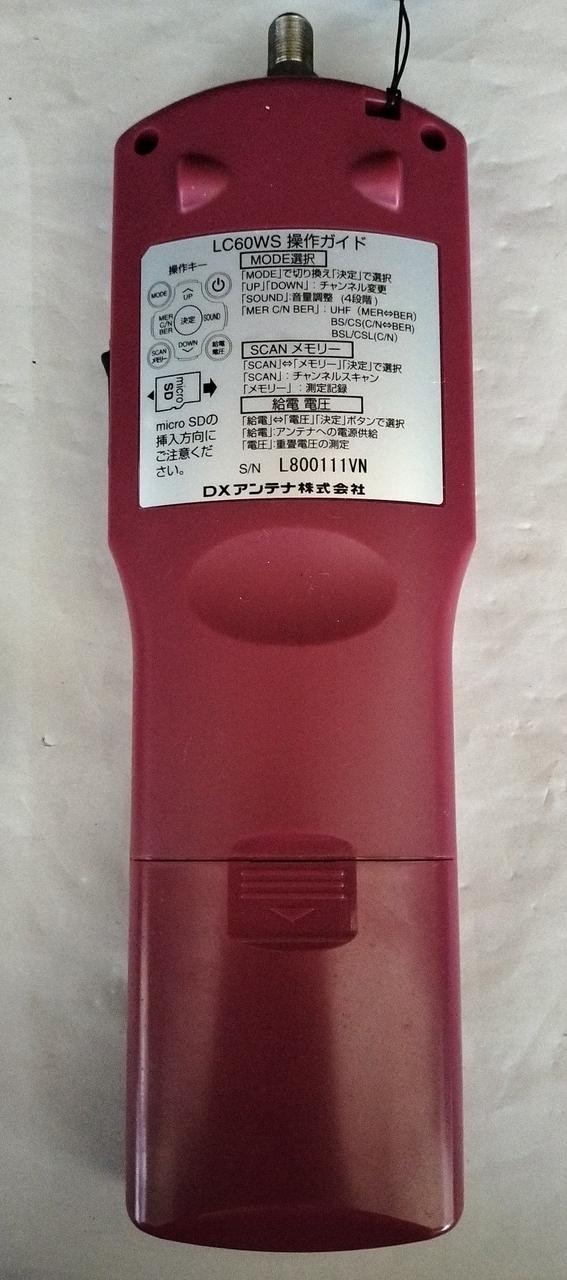 LC60WS 操作ガイド
操作キー
MODE
UP
MER
C/N
BER
決定
SOUND
SCAN
メモリー
DOWN
給電
電圧
micro
SD
micro SDの
挿入方向に
ご注意くだ
さい。
MODE選択
「MODE」で切り換え「決定」で選択
「UP」「DOWN」：チャンネル変更
「SOUND」：音量調整 （4段階）
「MER C/N BER」：UHF（MER⇔BER）
BS/CS(C/N⇔BER)
BSL/CSL(C/N)
SCAN メモリー
「SCAN」⇔「メモリー」「決定」で選択
「SCAN」：チャンネルスキャン
「メモリー」：測定記録
給電 電圧
「給電」⇔「電圧」「決定」ボタンで選択
「給電」：アンテナへの電源供給
「電圧」：重畳電圧の測定
S/N L800111VN
DXアンテナ株式会社